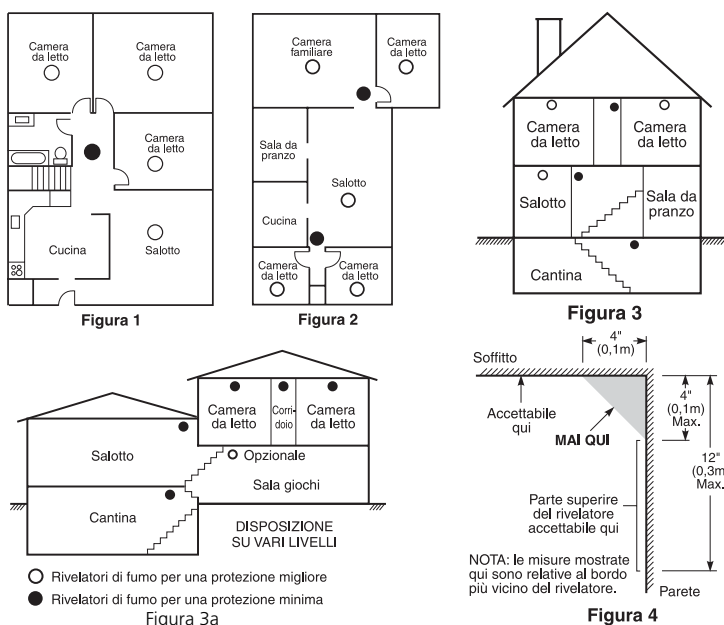 Camera
da letto
Camera
da letto
Camera
da letto
Cucina
Salotto
Figura 1
Camera
familiare
Camera
da letto
Sala da
pranzo
Salotto
Cucina
Camera
da letto
Camera
da letto
Figura 2
Camera
da letto
Camera
da letto
Salotto
Sala da
pranzo
Cantina
Figura 3
Camera
da letto
Corri-
doio
Camera
da letto
Salotto
Opzionale
Sala giochi
Cantina
DISPOSIZIONE
SU VARI LIVELLI
Rivelatori di fumo per una protezione migliore
Rivelatori di fumo per una protezione minima
Figura 3a
4"
(0,1m)
Soffitto
4"
(0,1m)
Max.
Accettabile
qui
MAI QUI
12"
(0,3m)
Max.
Parte superire
del rivelatore
accettabile qui
NOTA: le misure mostrate
qui sono relative al bordo
più vicino del rivelatore.
Parete
Figura 4